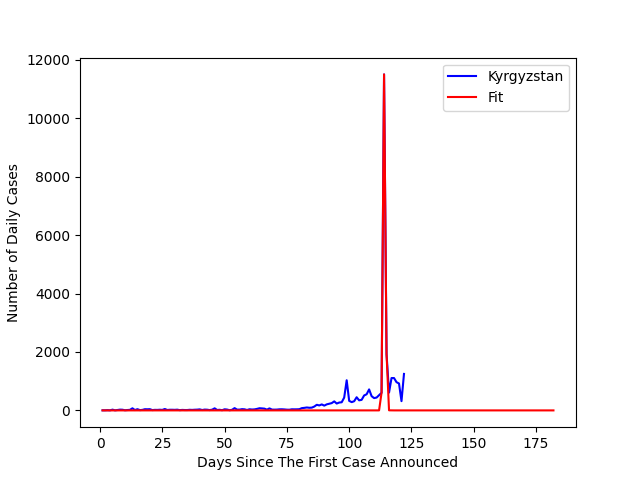 Kyrgyzstan
Fit
12000
10000
8000
6000
4000
2000
0
Number of Daily Cases
0 25 50 75 100 125 150 175
Days Since The First Case Announced